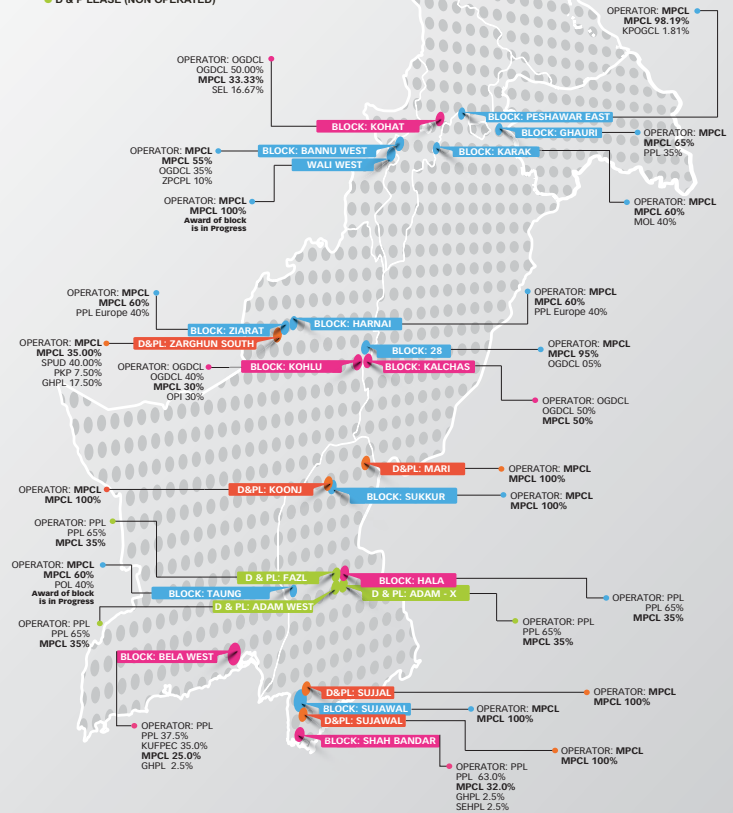 D & P LEASE (NON OPERATED)
OPERATOR: MPCL
MPCL 98.19%
KPOGCL 1.81%
OPERATOR: OGDCL
OGDCL 50.00%
MPCL 33.33%
SEL 16.67%
BLOCK: PESHAWAR EAST
BLOCK: KOHAT
BLOCK: GHAURI
OPERATOR: MPCL
MPCL 65%
PPL 35%
OPERATOR: MPCL
MPCL 55%
OGDCL 35%
ZPCPL 10%
BLOCK: BANNU WEST
WALI WEST
BLOCK: KARAK
OPERATOR: MPCL
MPCL 100%
Award of block
is in Progress
OPERATOR: MPCL
MPCL 60%
MOL 40%
OPERATOR: MPCL
MPCL 60%
PPL Europe 40%
OPERATOR: MPCL
MPCL 60%
PPL Europe 40%
BLOCK: ZIARAT
BLOCK: HARNAI
D&PL: ZARGHUN SOUTH
OPERATOR: MPCL
MPCL 35.00%
SPUD 40.00%
PKP 7.50%
GHPL 17.50%
BLOCK: 28
OPERATOR: MPCL
MPCL 95%
OGDCL 05%
OPERATOR: OGDCL
OGDCL 40%
MPCL 30%
OPI 30%
BLOCK: KOHLU
BLOCK: KALCHAS
OPERATOR: OGDCL
OGDCL 50%
MPCL 50%
D&PL: MARI
OPERATOR: MPCL
MPCL 100%
OPERATOR: MPCL
MPCL 100%
D&PL: KOONJ
BLOCK: SUKKUR
OPERATOR: MPCL
MPCL 100%
OPERATOR: PPL
PPL 65%
MPCL 35%
OPERATOR: MPCL
MPCL 60%
POL 40%
Award of block
is in Progress
D & PL: FAZL
BLOCK: HALA
BLOCK: TAUNG
D & PL: ADAM - X
D & PL: ADAM WEST
OPERATOR: PPL
PPL 65%
MPCL 35%
OPERATOR: PPL
PPL 65%
MPCL 35%
OPERATOR: PPL
PPL 65%
MPCL 35%
BLOCK: BELA WEST
D&PL: SUJJAL
OPERATOR: MPCL
MPCL 100%
BLOCK: SUJAWAL
OPERATOR: MPCL
MPCL 100%
D&PL: SUJAWAL
OPERATOR: PPL
PPL 37.5%
KUFPEC 35.0%
MPCL 25.0%
GHPL 2.5%
BLOCK: SHAH BANDAR
OPERATOR: MPCL
MPCL 100%
OPERATOR: PPL
PPL 63.0%
MPCL 32.0%
GHPL 2.5%
SEHPL 2.5%